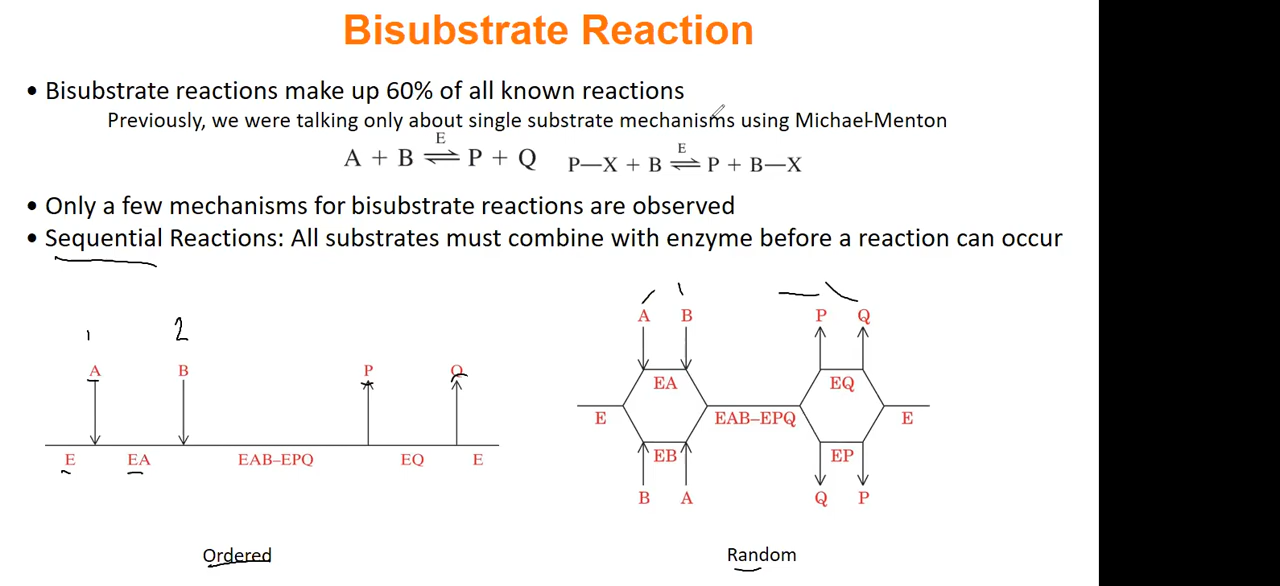 Bisubstrate Reaction
• Bisubstrate reactions make up 60% of all known reactions
Previously, we were talking only about single substrate mechanisms using Michael-Menton
E
A + B ⇌ P + Q
E
P—X + B ⇌ P + B—X
• Only a few mechanisms for bisubstrate reactions are observed
• Sequential Reactions: All substrates must combine with enzyme before a reaction can occur
1 2
A B P Q
E EA EAB–EPQ EQ E
Ordered
A B P Q
EA EQ
E EAB–EPQ E
EB EP
B A Q P
Random